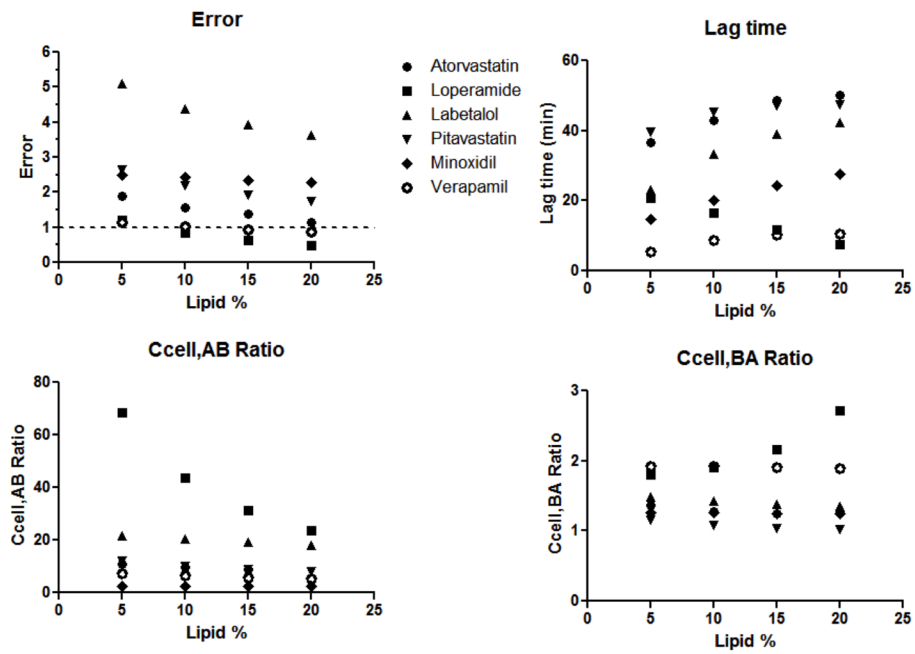 Error
6
5
4
3
2
1
0
Error
0
5
10
15
20
25
Lipid %
Atorvastatin
Loperamide
Labetalol
Pitavastatin
Minoxidil
Verapamil
Lag time
60
40
20
0
Lag time (min)
0
5
10
15
20
25
Lipid %
Ccell,AB Ratio
80
60
40
20
0
Ccell,AB Ratio
0
5
10
15
20
25
Lipid %
Ccell,BA Ratio
3
2
1
0
Ccell,BA Ratio
0
5
10
15
20
25
Lipid %